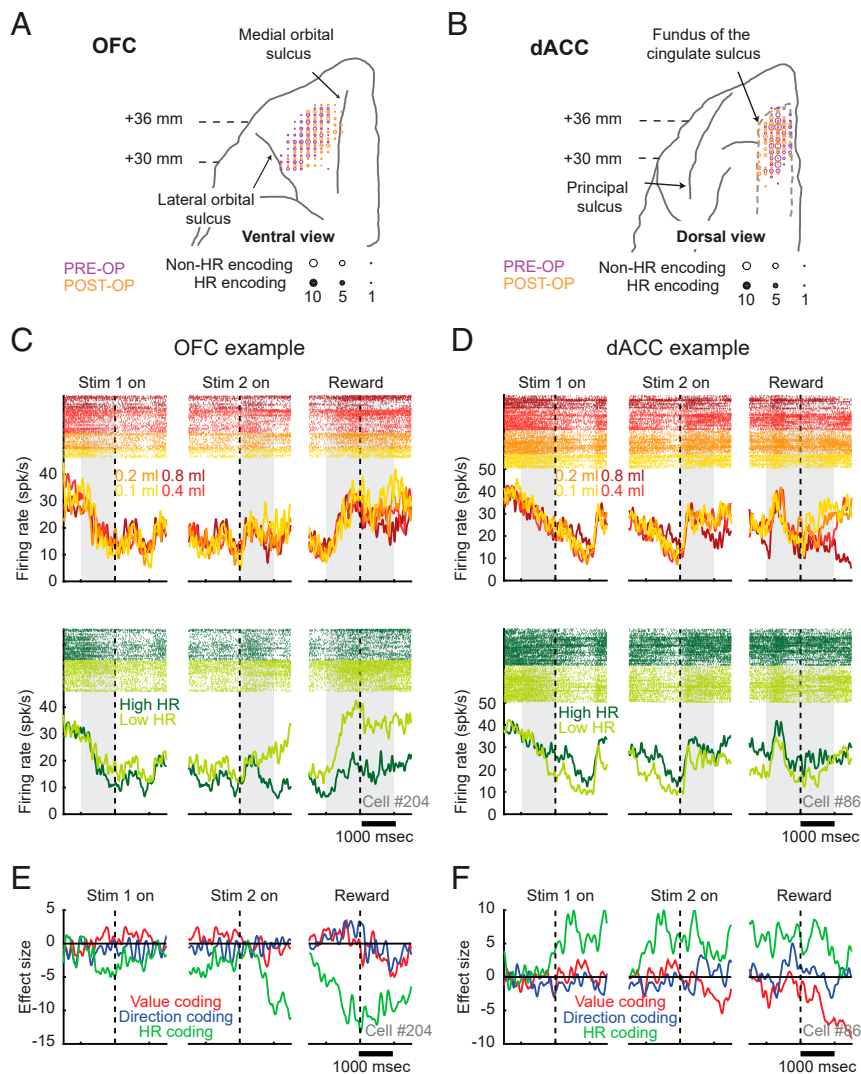 A
OFC
Medial orbital
sulcus
+36 mm
+30 mm
Lateral orbital
sulcus
Ventral view
PRE-OP
POST-OP
Non-HR encoding
HR encoding
10 5 1
B
dACC
Fundus of the
cingulate sulcus
+36 mm
+30 mm
Principal
sulcus
Dorsal view
PRE-OP
POST-OP
Non-HR encoding
HR encoding
10 5 1
C
OFC example
Stim 1 on Stim 2 on Reward
Firing rate (spk/s)
40
30
20
10
0
0.2 ml 0.8 ml
0.1 ml 0.4 ml
Firing rate (spk/s)
40
30
20
10
0
High HR
Low HR
Cell #204
1000 msec
D
dACC example
Stim 1 on Stim 2 on Reward
Firing rate (spk/s)
50
40
30
20
10
0
0.2 ml 0.8 ml
0.1 ml 0.4 ml
Firing rate (spk/s)
50
40
30
20
10
0
High HR
Low HR
Cell #86
1000 msec
E
Stim 1 on Stim 2 on Reward
Effect size
5
0
-5
-10
-15
Value coding
Direction coding
HR coding
Cell #204
1000 msec
F
Stim 1 on Stim 2 on Reward
Effect size
10
5
0
-5
-10
Value coding
Direction coding
HR coding
Cell #86
1000 msec